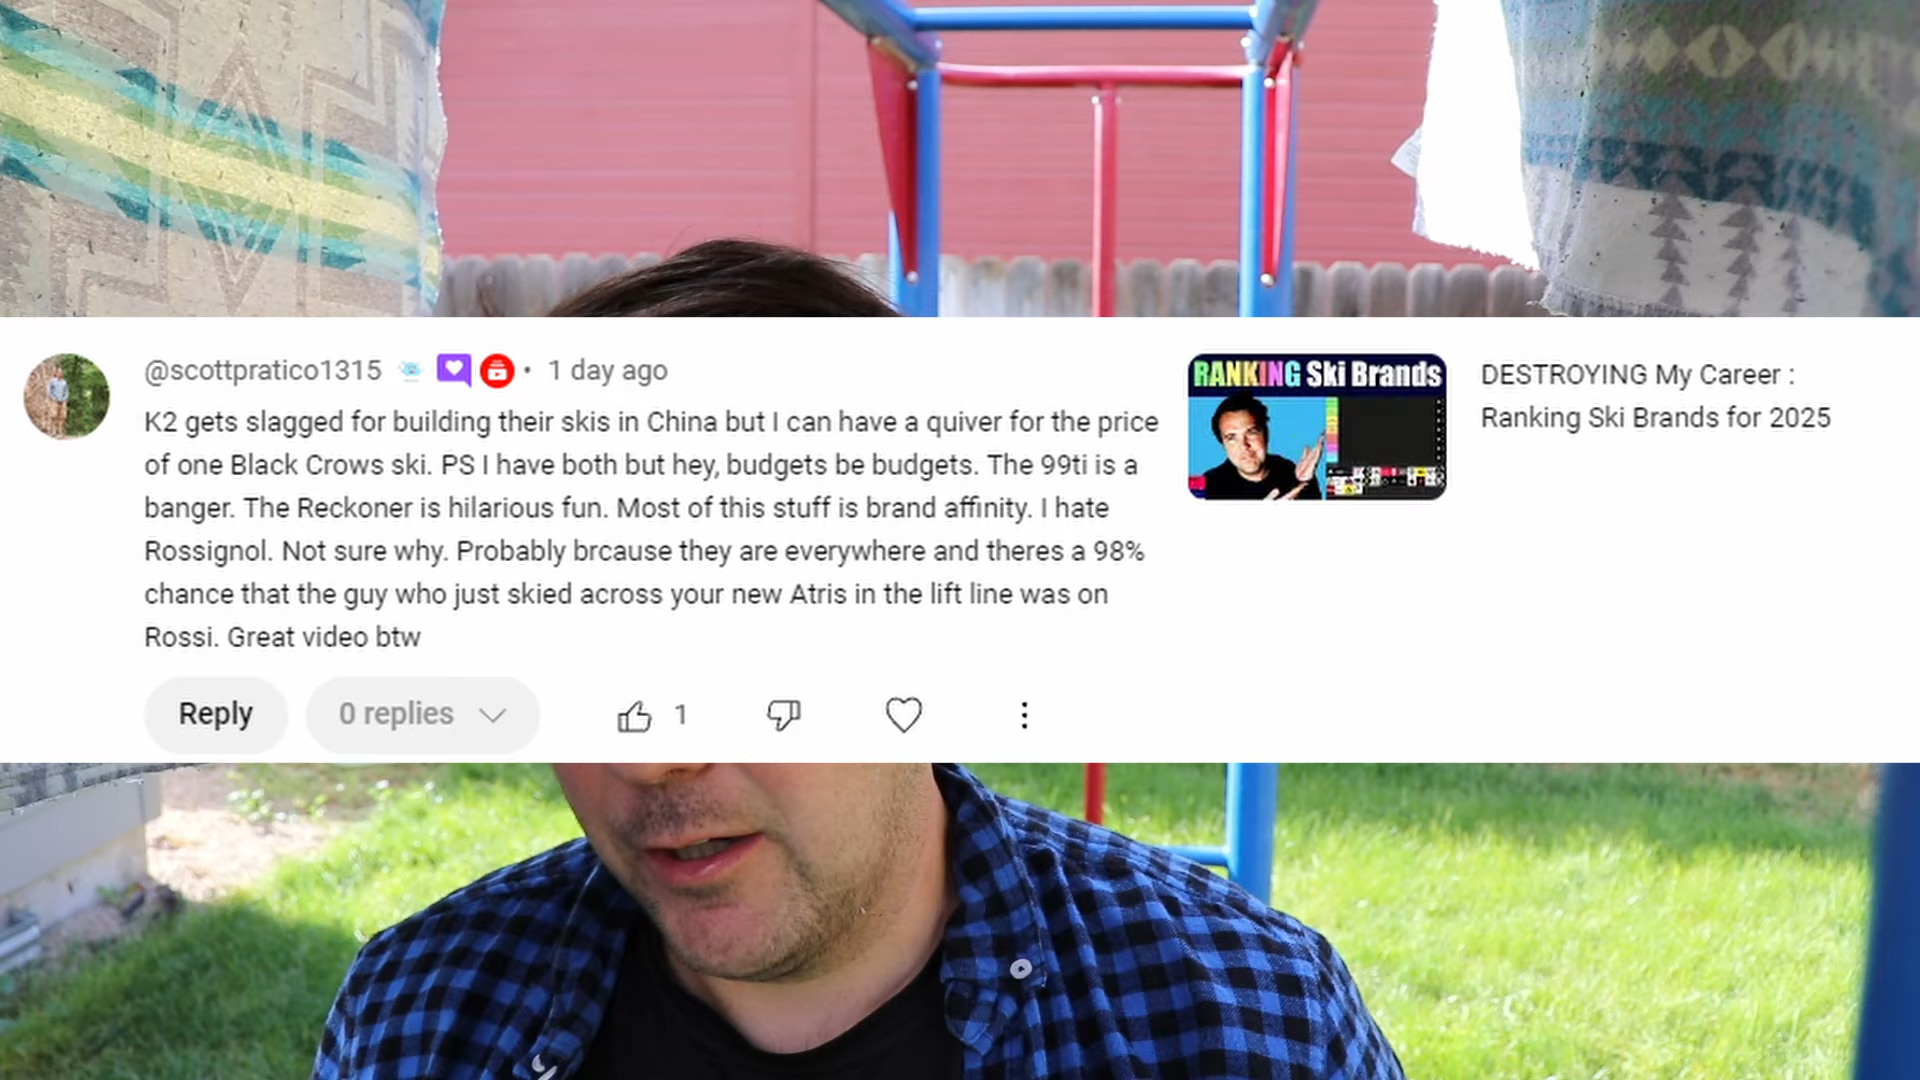 @scottpratico1315 • 1 day ago
K2 gets slagged for building their skis in China but I can have a quiver for the price
of one Black Crows ski. PS I have both but hey, budgets be budgets. The 99ti is a
banger. The Reckoner is hilarious fun. Most of this stuff is brand affinity. I hate
Rossignol. Not sure why. Probably brcause they are everywhere and theres a 98%
chance that the guy who just skied across your new Atris in the lift line was on
Rossi. Great video btw
Reply
0 replies
1
RANKING Ski Brands
DESTROYING My Career :
Ranking Ski Brands for 2025